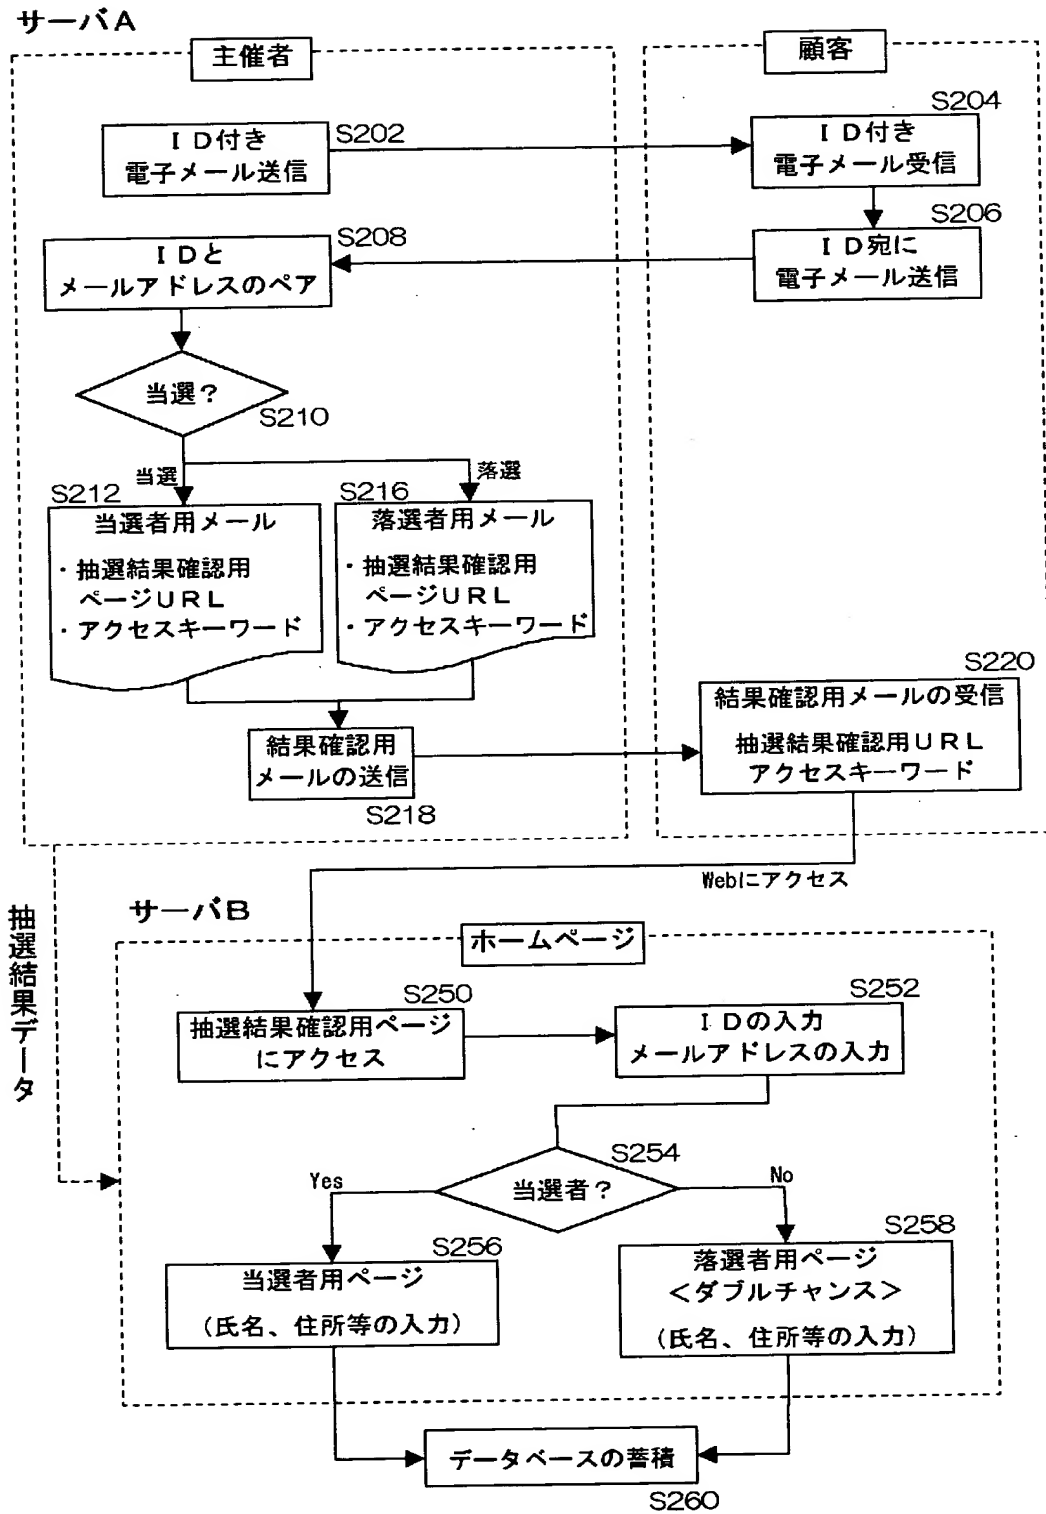 サーバA
主催者
顧客
S202
ID付き
電子メール送信
S204
ID付き
電子メール受信
S206
ID宛に
電子メール送信
S208
IDと
メールアドレスのペア
当選?
S210
当選
落選
S212
当選者用メール
・抽選結果確認用
ページURL
・アクセスキーワード
S216
落選者用メール
・抽選結果確認用
ページURL
・アクセスキーワード
結果確認用
メールの送信
S218
S220
結果確認用メールの受信
抽選結果確認用URL
アクセスキーワード
Webにアクセス
抽選結果データ
サーバB
ホームページ
S250
抽選結果確認用ページ
にアクセス
S252
IDの入力
メールアドレスの入力
S254
当選者?
Yes
No
S256
当選者用ページ
(氏名、住所等の入力)
S258
落選者用ページ
<ダブルチャンス>
(氏名、住所等の入力)
データベースの蓄積
S260